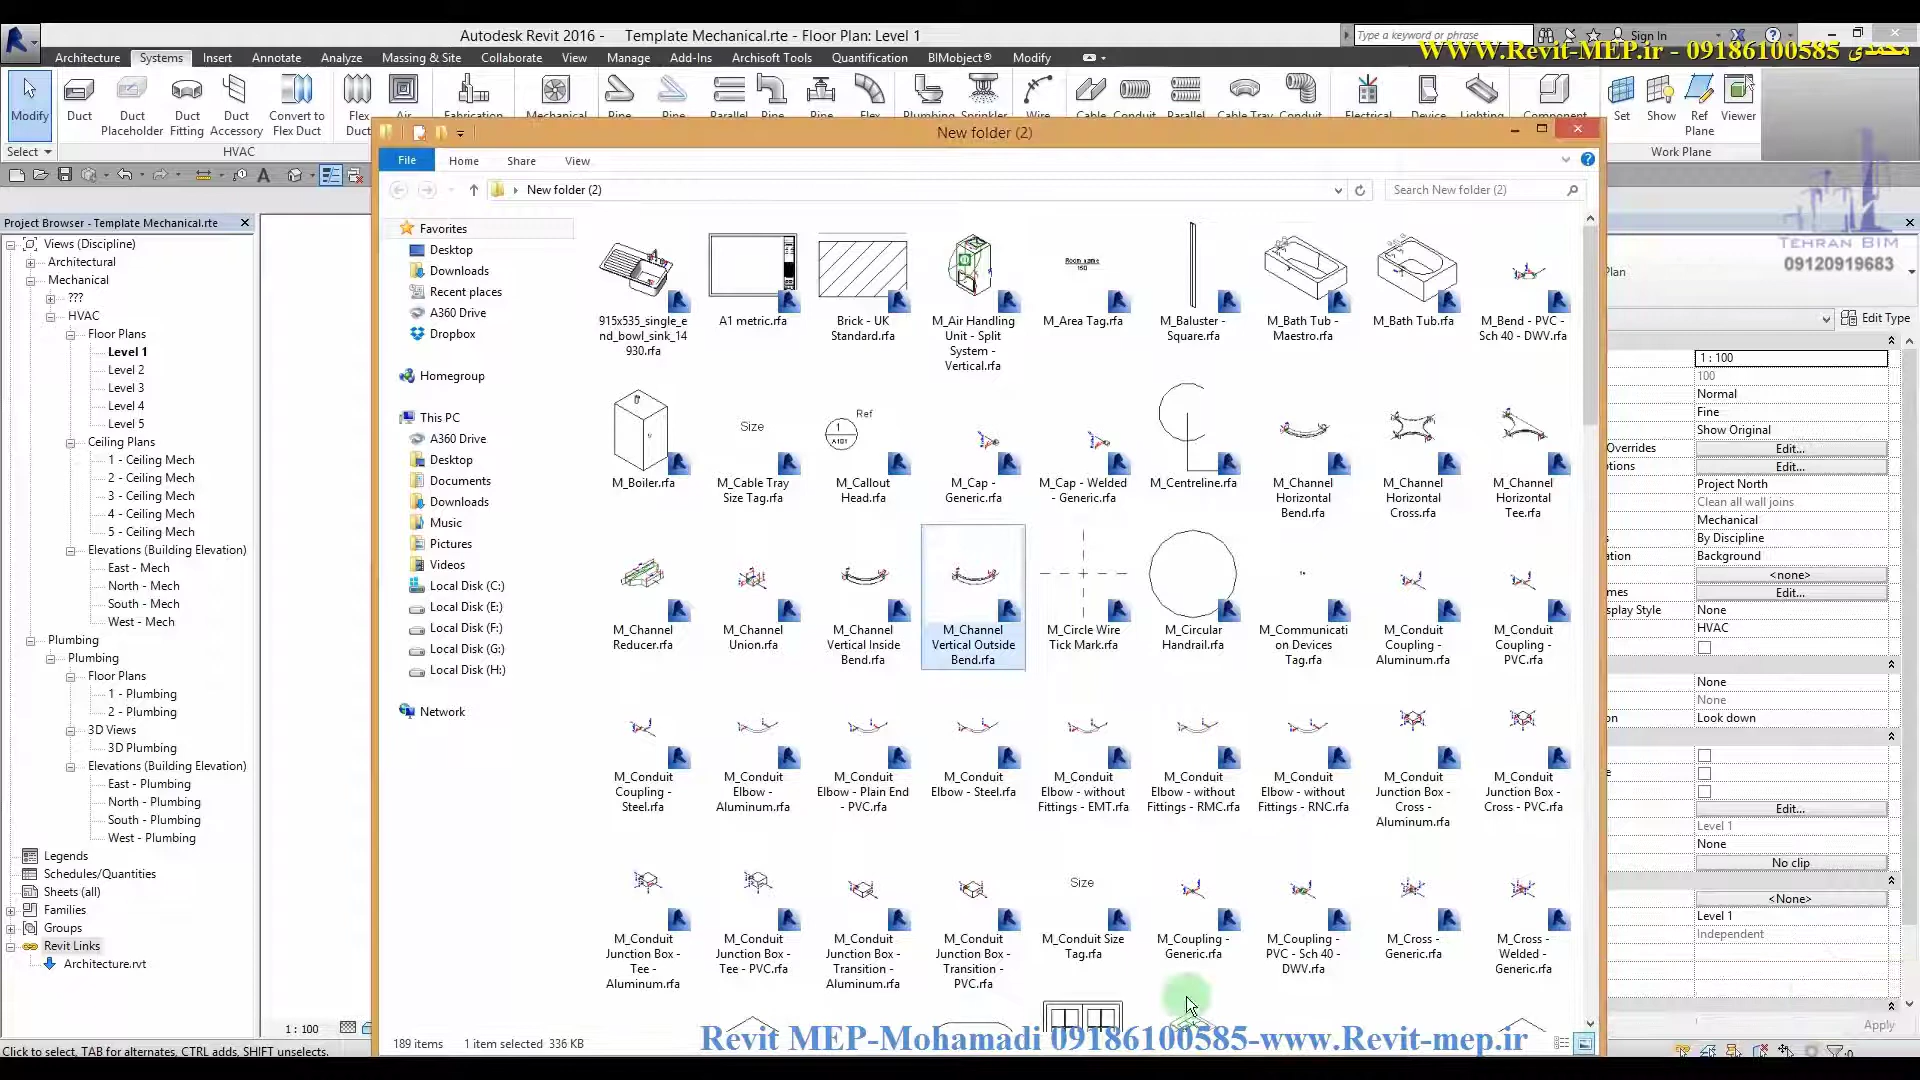 Autodesk Revit 2016 - Template Mechanical.rte - Floor Plan: Level 1
Type a keyword or phrase
Sign In
WWW.Revit-MEP.ir - 09186100585 محمدی
Architecture Systems Insert Annotate Analyze Massing & Site Collaborate View Manage Add-Ins Archisoft Tools Quantification BIMobject® Modify
Modify
Duct
Duct Placeholder
Duct Fitting
Duct Accessory
Convert to Flex Duct
Flex Duct
Set
Show
Ref Plane
Viewer
Select
HVAC
Work Plane
New folder (2)
File Home Share View
New folder (2)
Search New folder (2)
TEHRAN BIM
09120919683
Project Browser - Template Mechanical.rte
Views (Discipline)
Architectural
Mechanical
???
HVAC
Floor Plans
Level 1
Level 2
Level 3
Level 4
Level 5
Ceiling Plans
1 - Ceiling Mech
2 - Ceiling Mech
3 - Ceiling Mech
4 - Ceiling Mech
5 - Ceiling Mech
Elevations (Building Elevation)
East - Mech
North - Mech
South - Mech
West - Mech
Plumbing
Plumbing
Floor Plans
1 - Plumbing
2 - Plumbing
3D Views
3D Plumbing
Elevations (Building Elevation)
East - Plumbing
North - Plumbing
South - Plumbing
West - Plumbing
Legends
Schedules/Quantities
Sheets (all)
Families
Groups
Revit Links
Architecture.rvt
Favorites
Desktop
Downloads
Recent places
A360 Drive
Dropbox
Homegroup
This PC
A360 Drive
Desktop
Documents
Downloads
Music
Pictures
Videos
Local Disk (C:)
Local Disk (E:)
Local Disk (F:)
Local Disk (G:)
Local Disk (H:)
Network
915x535_single_end_bowl_sink_14930.rfa
A1 metric.rfa
Brick - UK Standard.rfa
M_Air Handling Unit - Split System - Vertical.rfa
Room name
150
M_Area Tag.rfa
M_Baluster - Square.rfa
M_Bath Tub - Maestro.rfa
M_Bath Tub.rfa
M_Bend - PVC - Sch 40 - DWV.rfa
M_Boiler.rfa
Size
M_Cable Tray Size Tag.rfa
Ref
1
A101
M_Callout Head.rfa
M_Cap - Generic.rfa
M_Cap - Welded - Generic.rfa
M_Centreline.rfa
M_Channel Horizontal Bend.rfa
M_Channel Horizontal Cross.rfa
M_Channel Horizontal Tee.rfa
M_Channel Reducer.rfa
M_Channel Union.rfa
M_Channel Vertical Inside Bend.rfa
M_Channel Vertical Outside Bend.rfa
M_Circle Wire Tick Mark.rfa
M_Circular Handrail.rfa
M_Communication Devices Tag.rfa
M_Conduit Coupling - Aluminum.rfa
M_Conduit Coupling - PVC.rfa
M_Conduit Coupling - Steel.rfa
M_Conduit Elbow - Aluminum.rfa
M_Conduit Elbow - Plain End - PVC.rfa
M_Conduit Elbow - Steel.rfa
M_Conduit Elbow - without Fittings - EMT.rfa
M_Conduit Elbow - without Fittings - RMC.rfa
M_Conduit Elbow - without Fittings - RNC.rfa
M_Conduit Junction Box - Cross - Aluminum.rfa
M_Conduit Junction Box - Cross - PVC.rfa
M_Conduit Junction Box - Tee - Aluminum.rfa
M_Conduit Junction Box - Tee - PVC.rfa
M_Conduit Junction Box - Transition - Aluminum.rfa
M_Conduit Junction Box - Transition - PVC.rfa
Size
M_Conduit Size Tag.rfa
M_Coupling - Generic.rfa
M_Coupling - PVC - Sch 40 - DWV.rfa
M_Cross - Generic.rfa
M_Cross - Welded - Generic.rfa
189 items 1 item selected 336 KB
Edit Type
1 : 100
100
Normal
Fine
Show Original
Edit...
Edit...
Project North
Clean all wall joins
Mechanical
By Discipline
Background
<none>
Edit...
None
HVAC
None
None
Look down
Edit...
Level 1
None
No clip
<None>
Level 1
Independent
Apply
1 : 100
Revit MEP-Mohamadi 09186100585-www.Revit-mep.ir
Click to select, TAB for alternates, CTRL adds, SHIFT unselects.